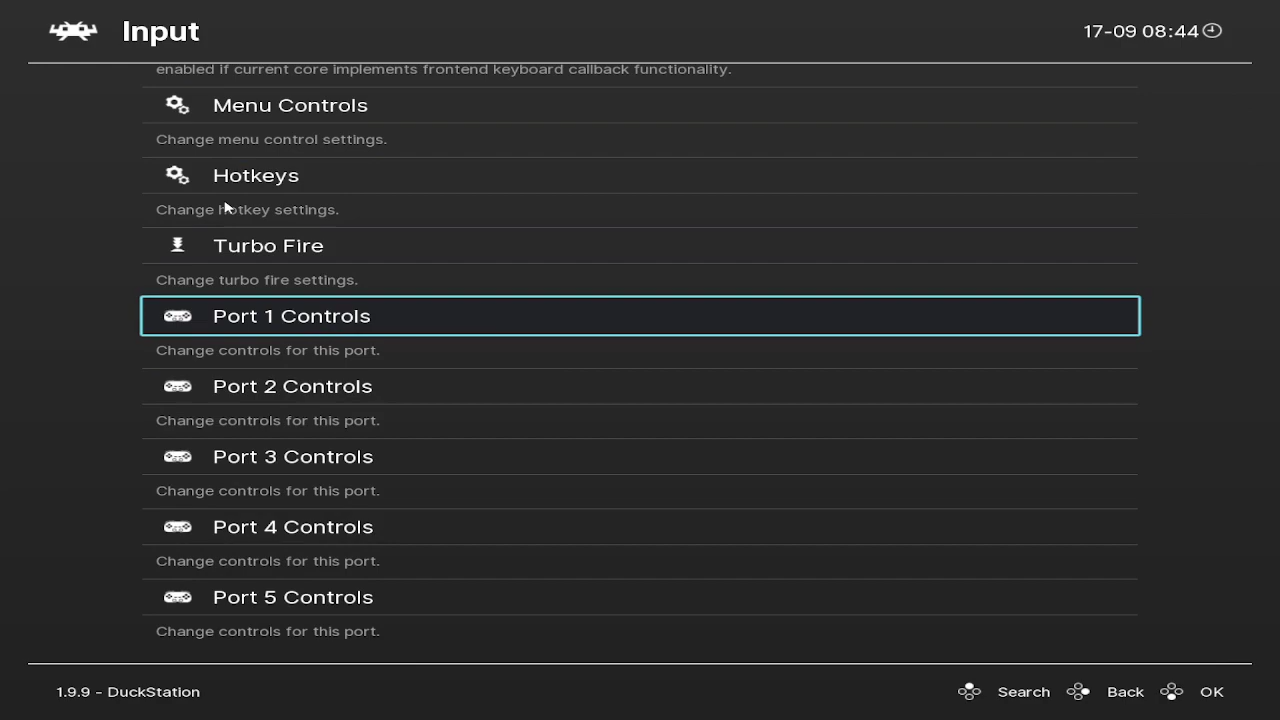 Input
17-09 08:44
enabled if current core implements frontend keyboard callback functionality.
Menu Controls
Change menu control settings.
Hotkeys
Change hotkey settings.
Turbo Fire
Change turbo fire settings.
Port 1 Controls
Change controls for this port.
Port 2 Controls
Change controls for this port.
Port 3 Controls
Change controls for this port.
Port 4 Controls
Change controls for this port.
Port 5 Controls
Change controls for this port.
1.9.9 - DuckStation
Search Back OK